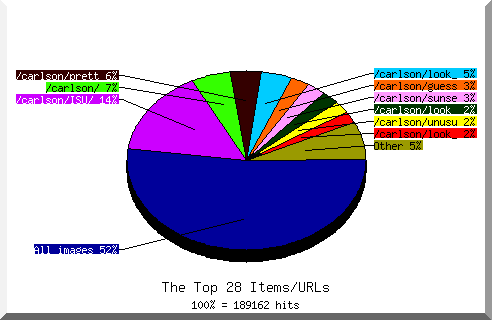 /carlson/prett 6%
/carlson/ 7%
/carlson/ISU/ 14%
/carlson/look_ 5%
/carlson/guess 3%
/carlson/sunse 3%
/carlson/look_ 2%
/carlson/unusu 2%
/carlson/look_ 2%
Other 5%
All images 52%
The Top 28 Items/URLs
100% = 189162 hits